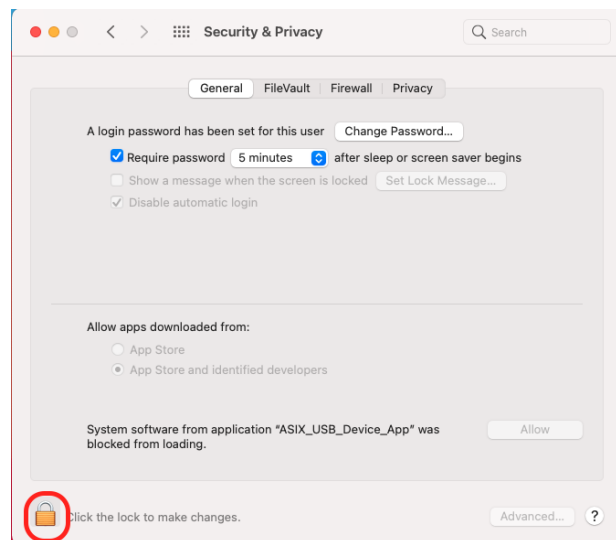 Security & Privacy
Search
General FileVault Firewall Privacy
A login password has been set for this user Change Password...
Require password 5 minutes after sleep or screen saver begins
Show a message when the screen is locked Set Lock Message...
Disable automatic login
Allow apps downloaded from:
App Store
App Store and identified developers
System software from application “ASIX_USB_Device_App” was
blocked from loading.
Allow
Click the lock to make changes.
Advanced... ?